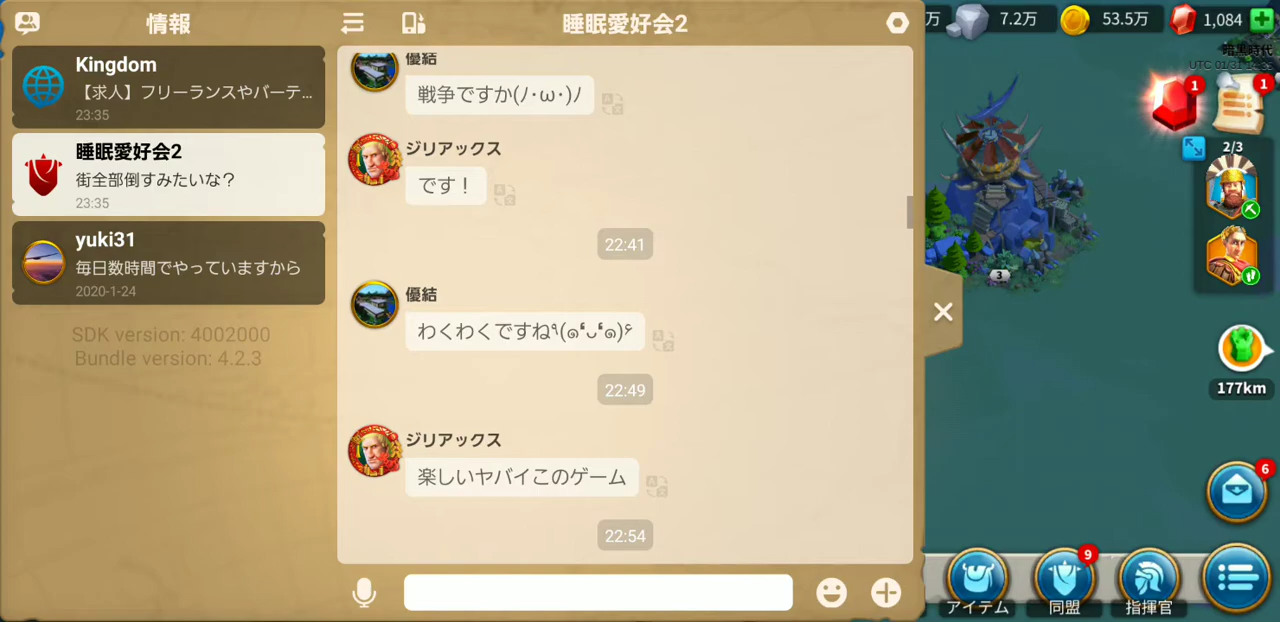 情報
Kingdom
【求人】フリーランスやパーテ...
23:35
睡眠愛好会2
街全部倒すみたいな？
23:35
yuki31
毎日数時間でやっていますから
2020-1-24
SDK version: 4002000
Bundle version: 4.2.3
睡眠愛好会2
優結
戦争ですか(ﾉ･ω･)ﾉ
ジリアックス
です！
22:41
優結
わくわくですね٩(๑❛ᴗ❛๑)۶
22:49
ジリアックス
楽しいヤバイこのゲーム
22:54
万
7.2万
53.5万
1,084
暗黒時代
1
1
2/3
3
177km
6
9
アイテム
同盟
指揮官